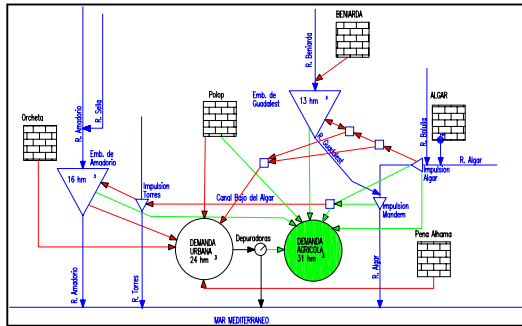 BENIARDA
R. Beniarda
R. Amadorio
R. Sella
Orcheta
Polop
Emb. de
Guadalest
13 hm 3
R. Guadalest
ALGAR
R. Bolulla
R. Algar
Impulsion
Algar
Emb. de
Amadorio
16 hm 3
Impulsion
Torres
Canal Bajo del Algar
Impulsion
Mandem
DEMANDA
URBANA
24 hm 3
Depuradoras
DEMANDA
AGRICOLA
31 hm 3
Pena Alhama
R. Amadorio
R. Torres
R. Algar
MAR MEDITERRANEO